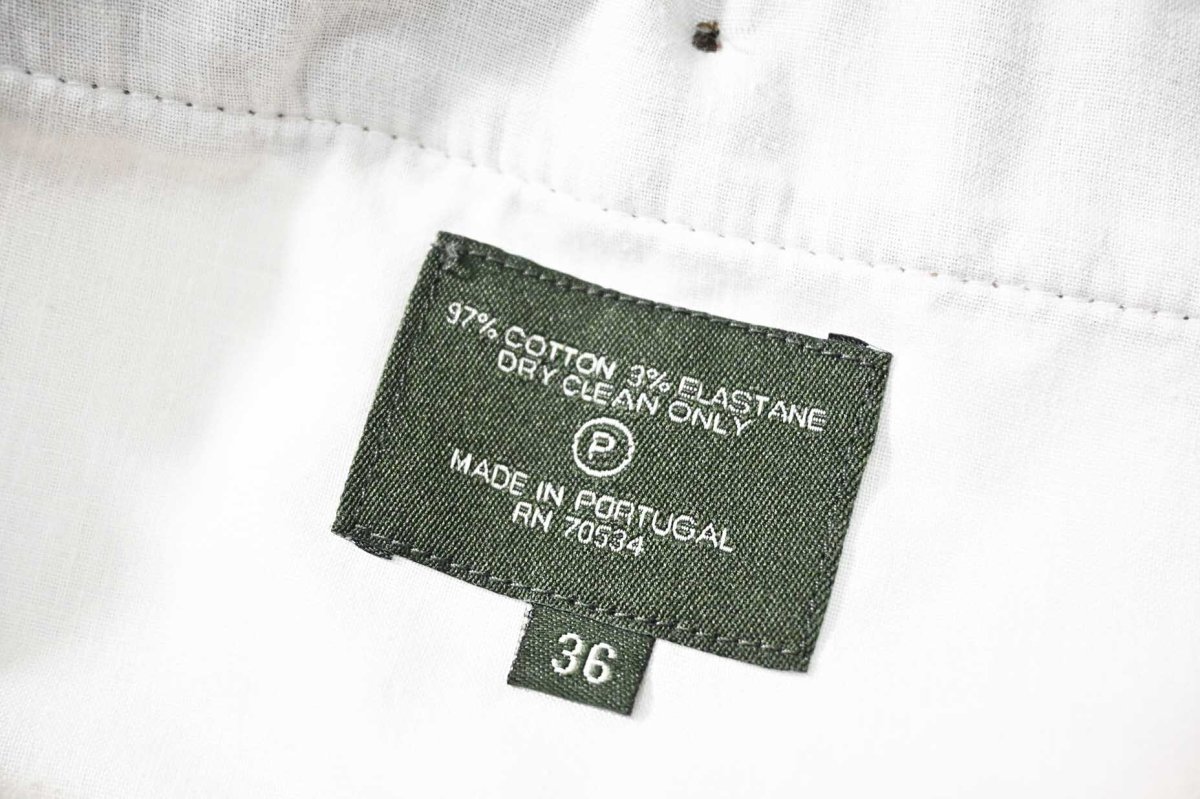 97% COTTON 3% ELASTANE
DRY CLEAN ONLY
P
MADE IN PORTUGAL
RN 70534
36